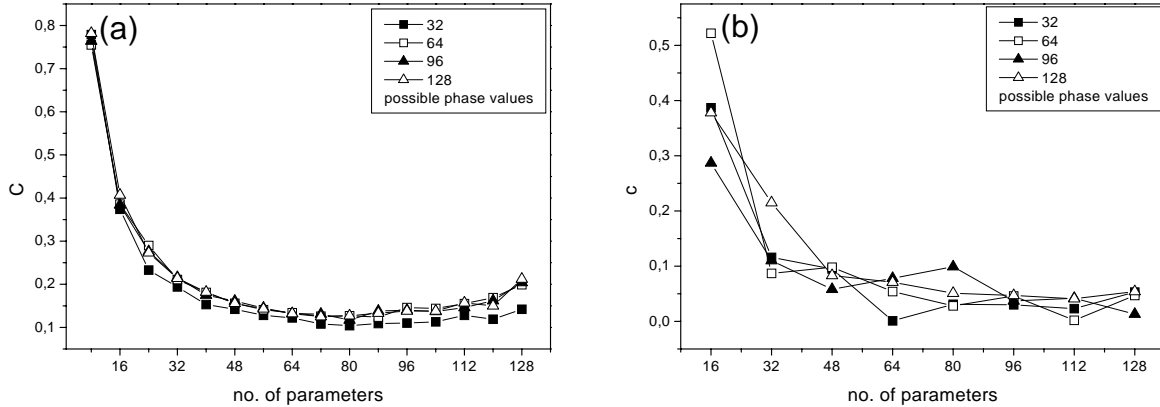 (a)
32
64
96
128
possible phase values
0,8
0,7
0,6
0,5
0,4
0,3
0,2
0,1
C
16 32 48 64 80 96 112 128
no. of parameters
(b)
32
64
96
128
possible phase values
0,5
0,4
0,3
0,2
0,1
0,0
c
16 32 48 64 80 96 112 128
no. of parameters